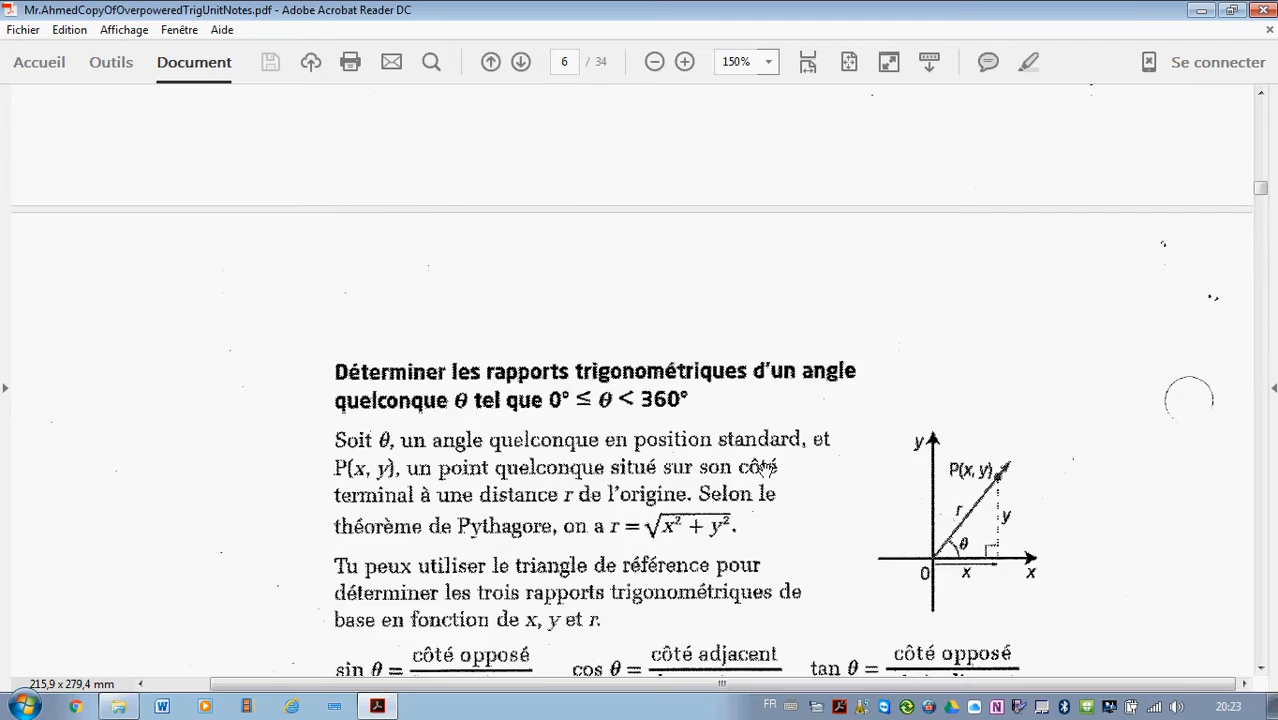 Mr.AhmedCopyOfOverpoweredTrigUnitNotes.pdf - Adobe Acrobat Reader DC
Fichier Edition Affichage Fenêtre Aide
Accueil Outils Document 6 / 34 150% Se connecter
Déterminer les rapports trigonométriques d'un angle
quelconque θ tel que 0° ≤ θ < 360°
Soit θ, un angle quelconque en position standard, et
P(x, y), un point quelconque situé sur son côté
terminal à une distance r de l'origine. Selon le
théorème de Pythagore, on a r = √x² + y².
Tu peux utiliser le triangle de référence pour
déterminer les trois rapports trigonométriques de
base en fonction de x, y et r.
y
P(x, y)
r
y
θ
0
x
x
sin θ = côté opposé cos θ = côté adjacent tan θ = côté opposé
215,9 x 279,4 mm
FR 20:23